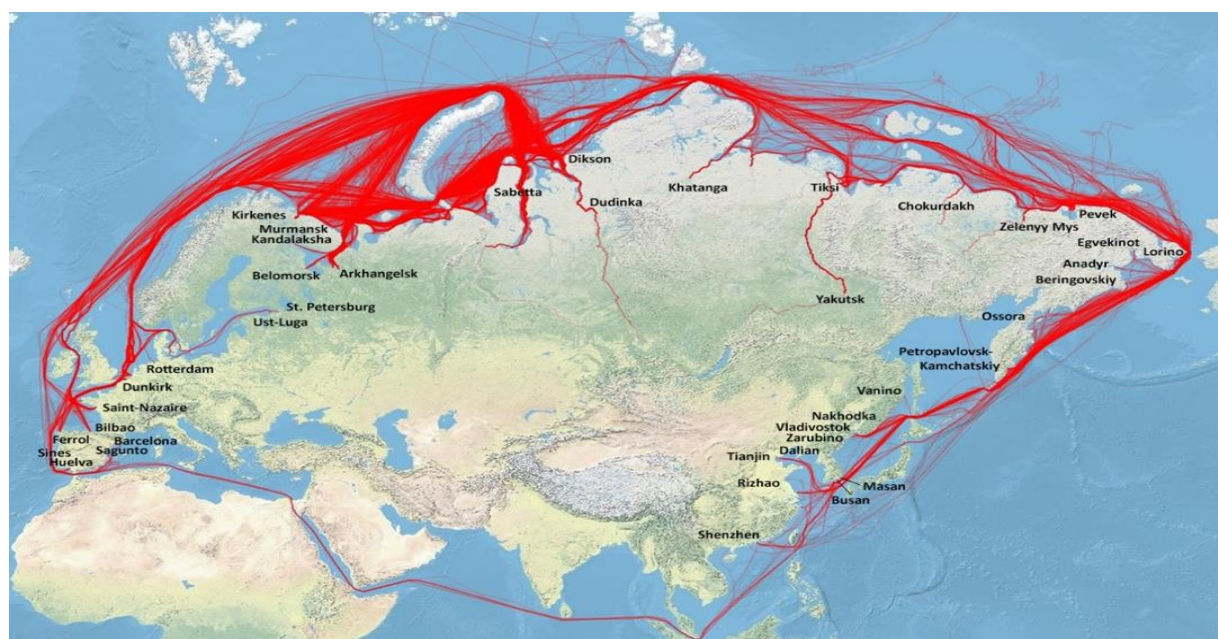 Dikson
Sabetta
Khatanga
Tiksi
Dudinka
Chokurdakh
Kirkenes
Pevek
Murmansk
Zelenyy Mys
Kandalaksha
Egvekinot
Lorino
Belomorsk
Arkhangelsk
Anadyr
Beringovskiy
Yakutsk
St. Petersburg
Ossora
Ust-Luga
Petropavlovsk-
Kamchatskiy
Rotterdam
Dunkirk
Vanino
Saint-Nazaire
Nakhodka
Bilbao
Vladivostok
Ferrol
Barcelona
Zarubino
Sines
Sagunto
Dalian
Huelva
Tianjin
Rizhao
Masan
Busan
Shenzhen